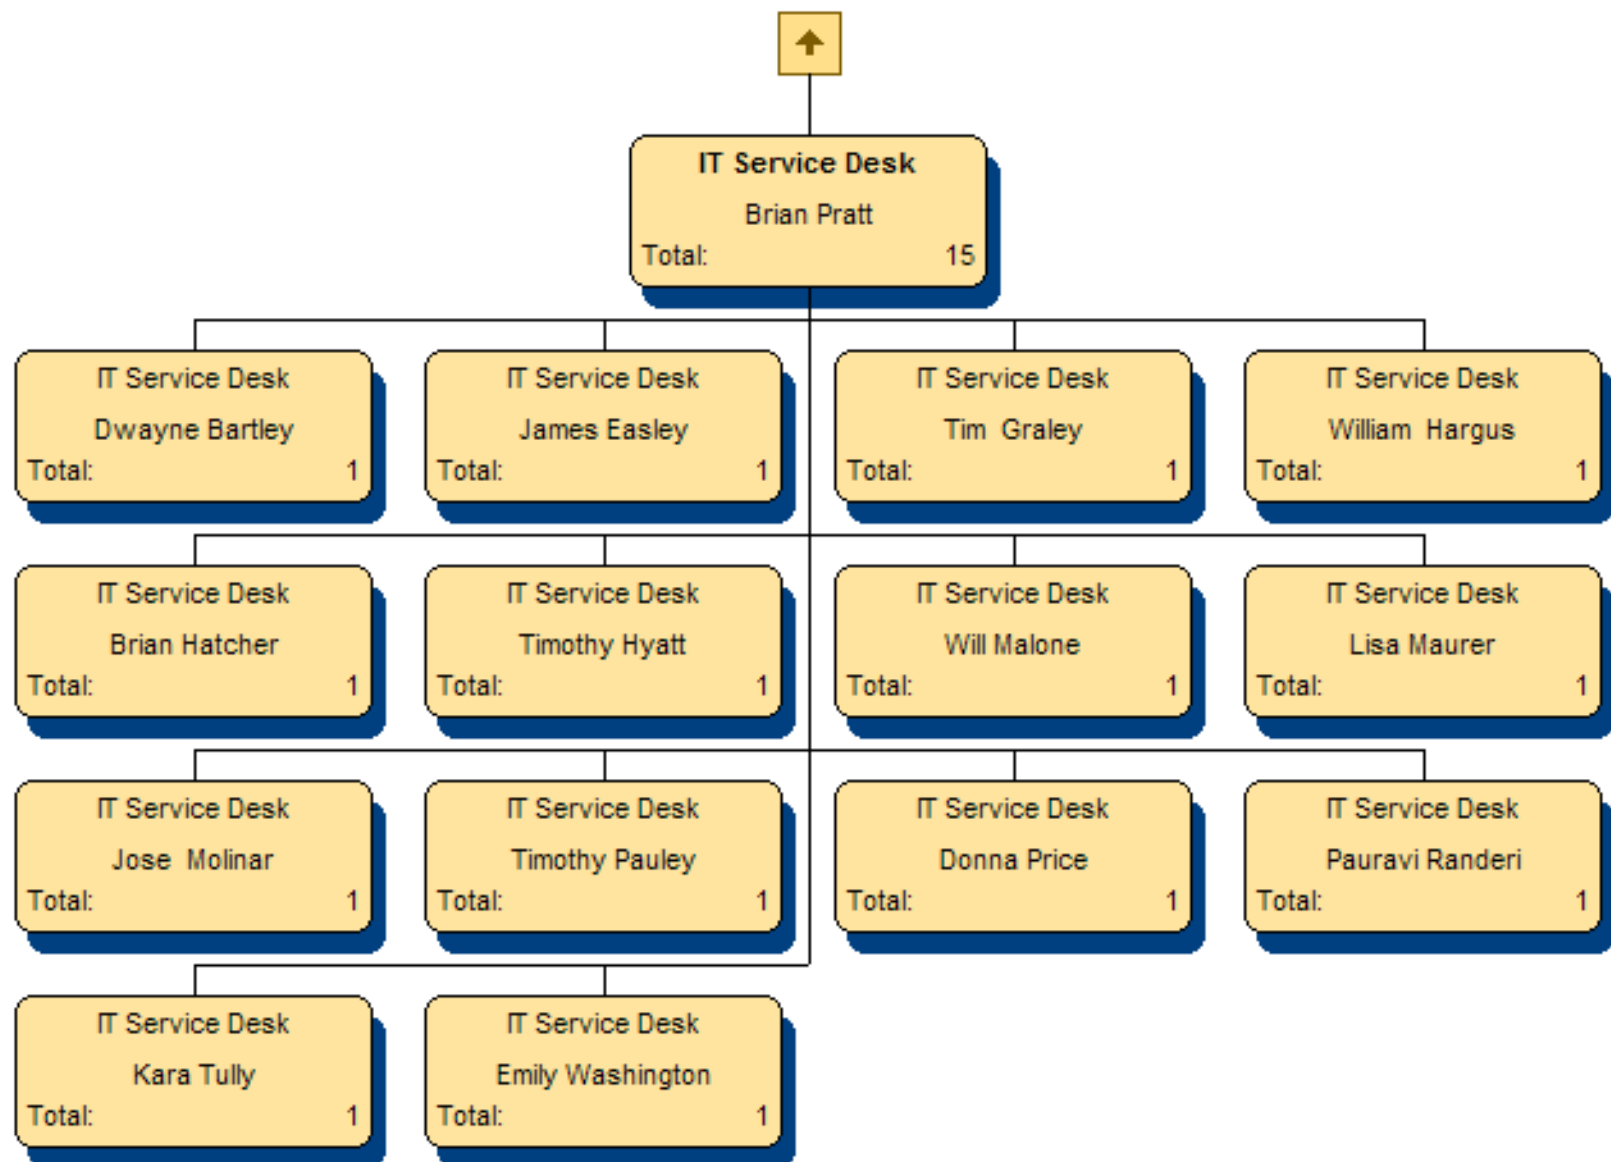 IT Service Desk
Brian Pratt
Total: 15
IT Service Desk
Dwayne Bartley
Total: 1
IT Service Desk
James Easley
Total: 1
IT Service Desk
Tim  Graley
Total: 1
IT Service Desk
William  Hargus
Total: 1
IT Service Desk
Brian Hatcher
Total: 1
IT Service Desk
Timothy Hyatt
Total: 1
IT Service Desk
Will Malone
Total: 1
IT Service Desk
Lisa Maurer
Total: 1
IT Service Desk
Jose  Molinar
Total: 1
IT Service Desk
Timothy Pauley
Total: 1
IT Service Desk
Donna Price
Total: 1
IT Service Desk
Pauravi Randeri
Total: 1
IT Service Desk
Kara Tully
Total: 1
IT Service Desk
Emily Washington
Total: 1